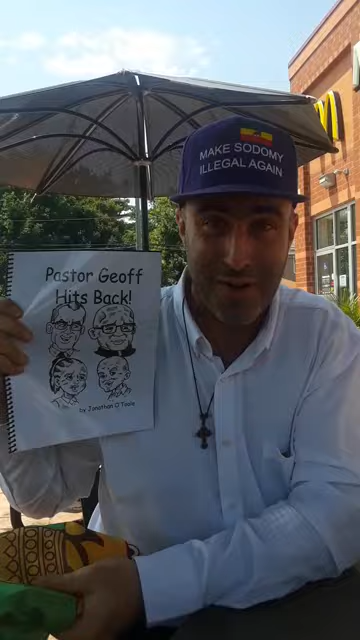 MAKE SODOMY
ILLEGAL AGAIN
Pastor Geoff
Hits Back!
by Jonathan O'Toole